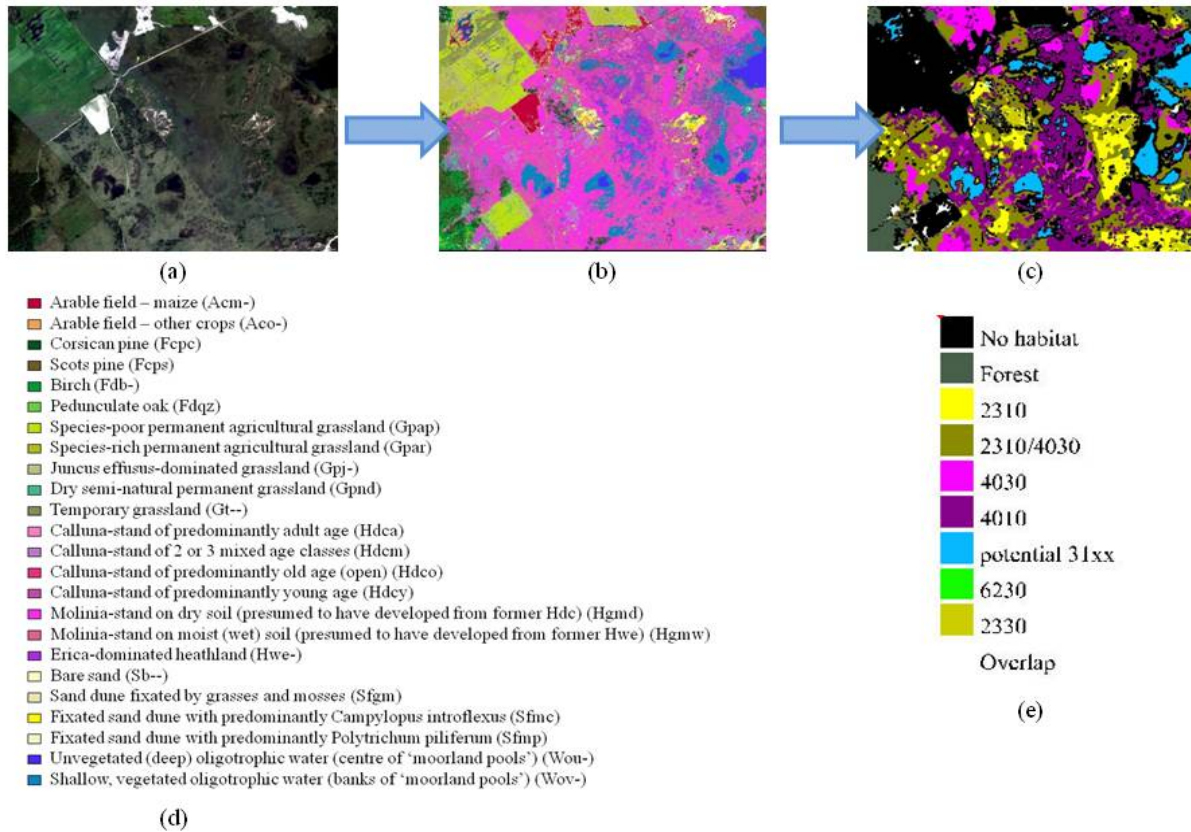 (a)
(b)
(c)
Arable field – maize (Acm-)
Arable field – other crops (Aco-)
Corsican pine (Fcpc)
Scots pine (Fcps)
Birch (Fdb-)
Pedunculate oak (Fdqz)
Species-poor permanent agricultural grassland (Gpap)
Species-rich permanent agricultural grassland (Gpar)
Juncus effusus-dominated grassland (Gpj-)
Dry semi-natural permanent grassland (Gpnd)
Temporary grassland (Gt--)
Calluna-stand of predominantly adult age (Hdca)
Calluna-stand of 2 or 3 mixed age classes (Hdcm)
Calluna-stand of predominantly old age (open) (Hdco)
Calluna-stand of predominantly young age (Hdcy)
Molinia-stand on dry soil (presumed to have developed from former Hdc) (Hgmd)
Molinia-stand on moist (wet) soil (presumed to have developed from former Hwe) (Hgmw)
Erica-dominated heathland (Hwe-)
Bare sand (Sb--)
Sand dune fixated by grasses and mosses (Sfgm)
Fixated sand dune with predominantly Campylopus introflexus (Sfmc)
Fixated sand dune with predominantly Polytrichum piliferum (Sfmp)
Unvegetated (deep) oligotrophic water (centre of ‘moorland pools’) (Wou-)
Shallow, vegetated oligotrophic water (banks of ‘moorland pools’) (Wov-)
(d)
No habitat
Forest
2310
2310/4030
4030
4010
potential 31xx
6230
2330
Overlap
(e)